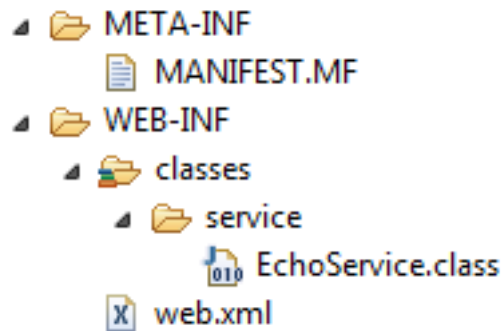 META-INF
MANIFEST.MF
WEB-INF
classes
service
EchoService.class
web.xml